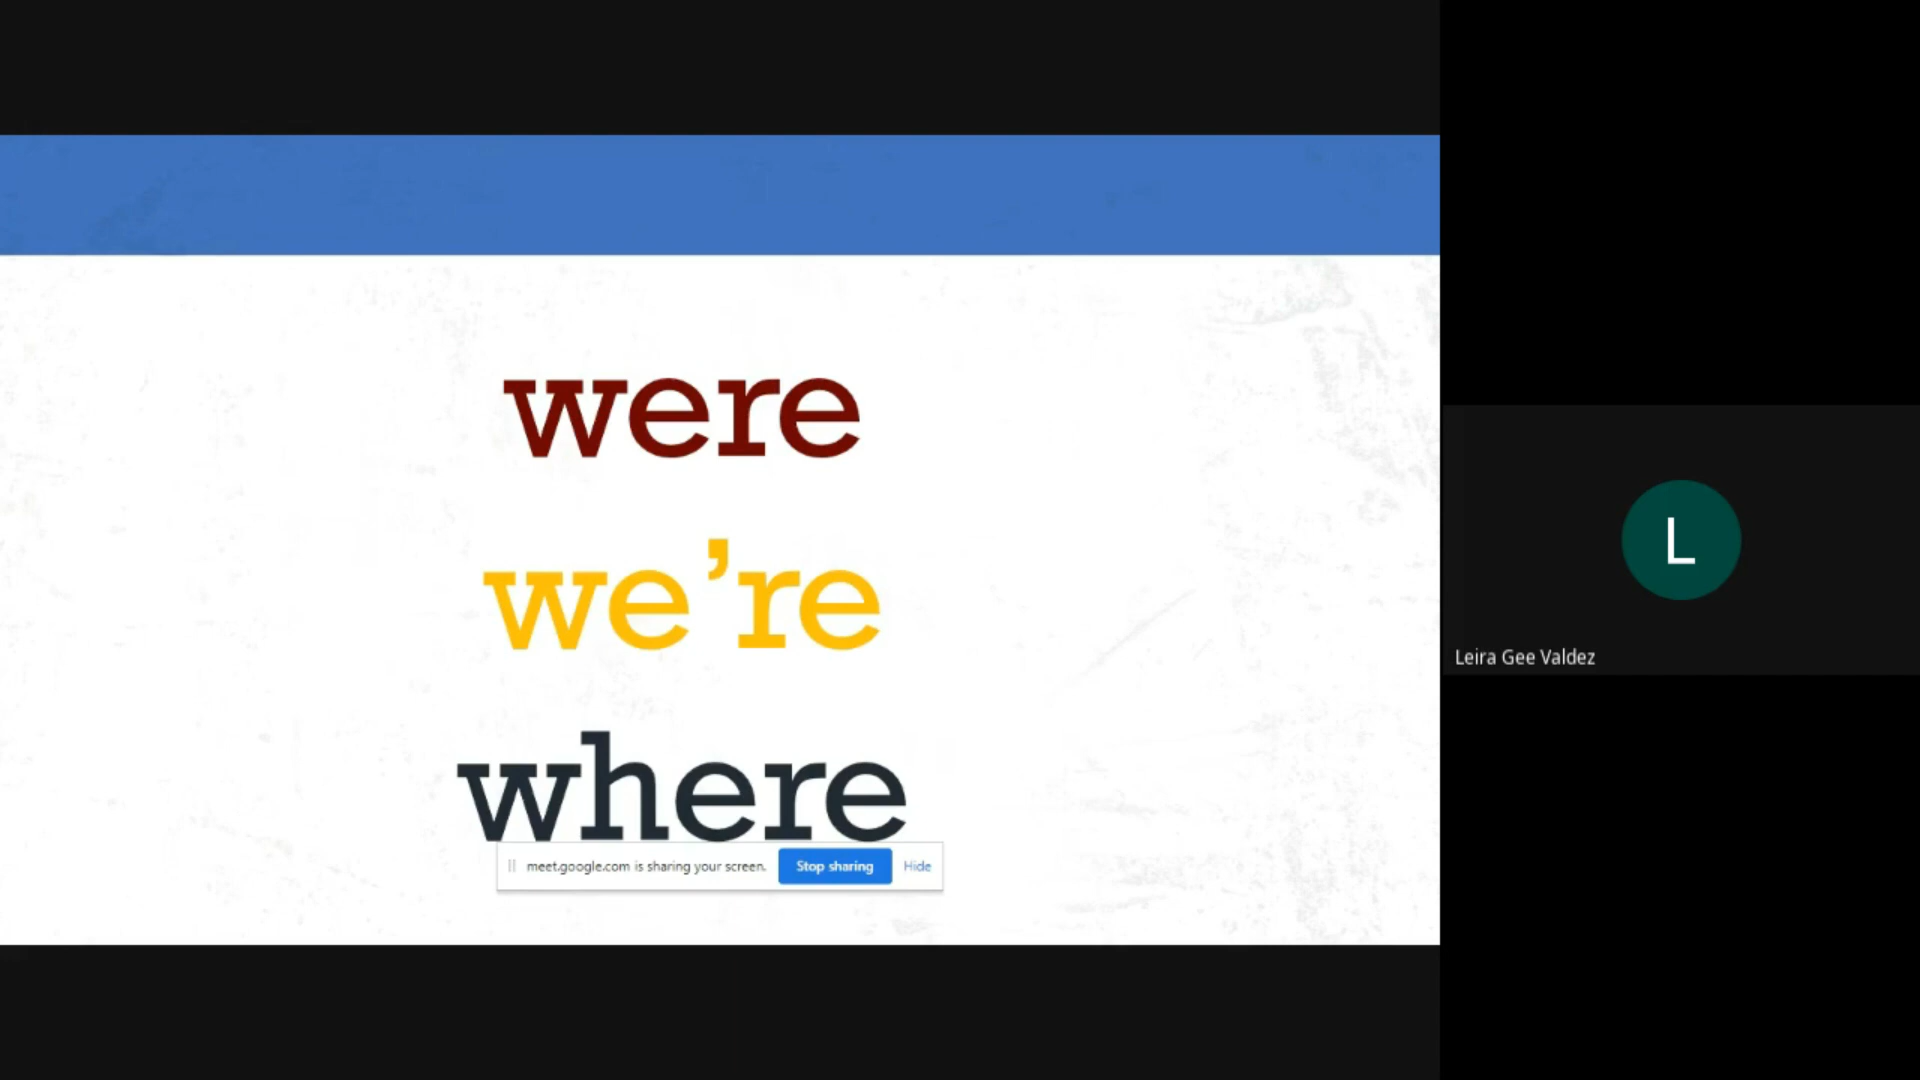 were
we’re
where
meet.google.com is sharing your screen. Stop sharing Hide
L
Leira Gee Valdez